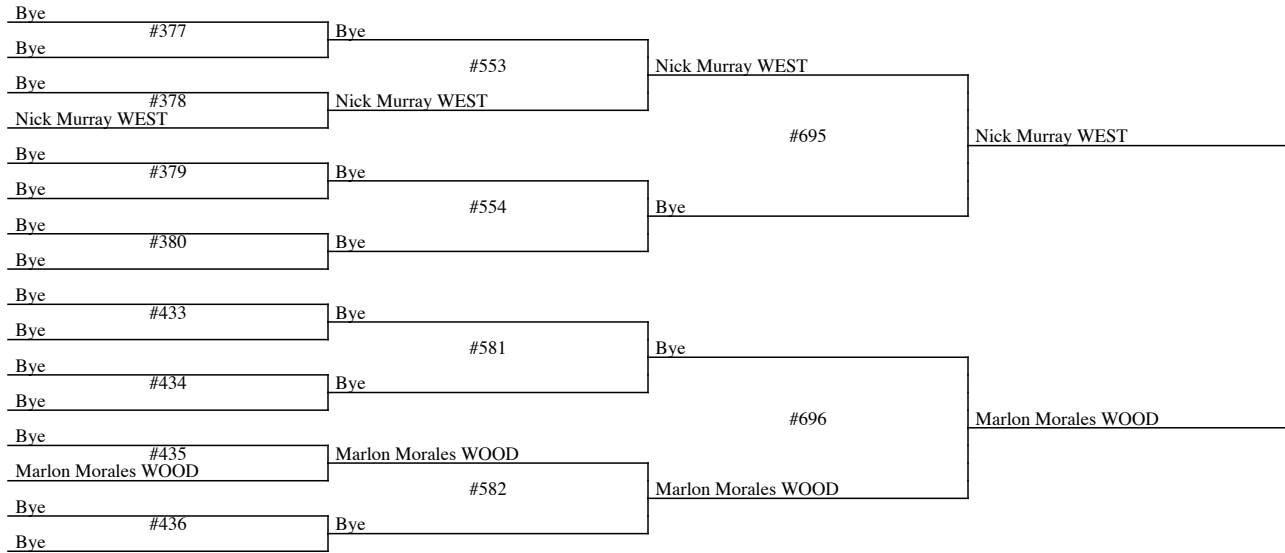 Bye
#377
Bye
Bye
#378
Nick Murray WEST
Bye
#379
Bye
Bye
#380
Bye
Bye
#433
Bye
Bye
#434
Bye
Bye
#435
Marlon Morales WOOD
Bye
#436
Bye
Bye
#553
Nick Murray WEST
Bye
#554
Bye
Bye
#581
Bye
Marlon Morales WOOD
#582
Bye
Nick Murray WEST
#695
Bye
Bye
#696
Marlon Morales WOOD
Nick Murray WEST
Marlon Morales WOOD